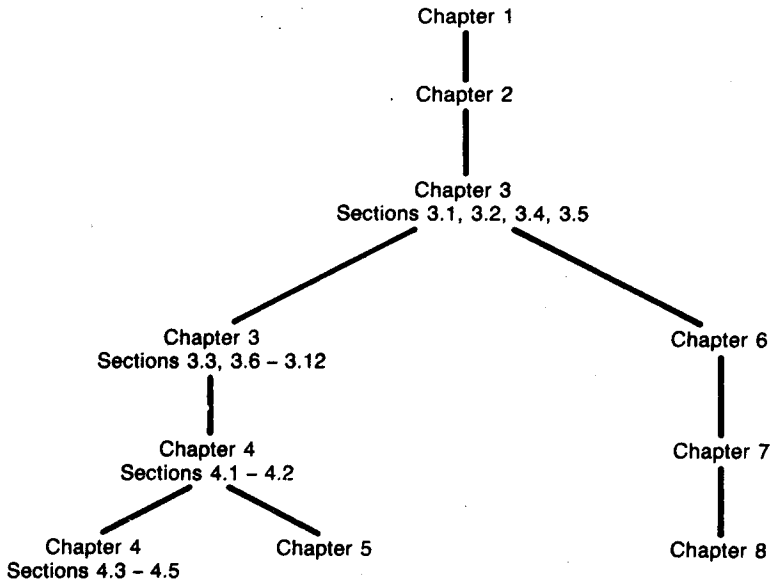 Chapter 1
Chapter 2
Chapter 3
Sections 3.1, 3.2, 3.4, 3.5
Chapter 3
Sections 3.3, 3.6 – 3.12
Chapter 6
Chapter 4
Sections 4.1 – 4.2
Chapter 7
Chapter 4
Sections 4.3 – 4.5
Chapter 5
Chapter 8